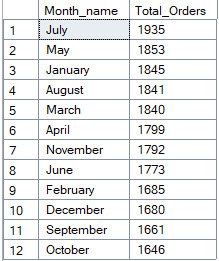 Month_name Total_Orders
1 July 1935
2 May 1853
3 January 1845
4 August 1841
5 March 1840
6 April 1799
7 November 1792
8 June 1773
9 February 1685
10 December 1680
11 September 1661
12 October 1646